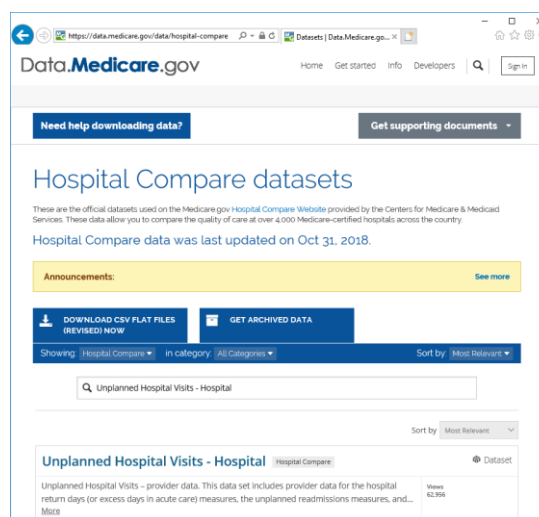 https://data.medicare.gov/data/hospital-compare
Datasets | Data.Medicare.go...
Data.Medicare.gov
Home Get started Info Developers Sign In
Need help downloading data?
Get supporting documents
Hospital Compare datasets
These are the official datasets used on the Medicare.gov Hospital Compare Website provided by the Centers for Medicare & Medicaid
Services. These data allow you to compare the quality of care at over 4,000 Medicare-certified hospitals across the country.
Hospital Compare data was last updated on Oct 31, 2018.
Announcements: See more
DOWNLOAD CSV FLAT FILES
(REVISED) NOW
GET ARCHIVED DATA
Showing: Hospital Compare in category: All Categories Sort by Most Relevant
Unplanned Hospital Visits - Hospital
Sort by Most Relevant
Unplanned Hospital Visits - Hospital Hospital Compare Dataset
Unplanned Hospital Visits – provider data. This data set includes provider data for the hospital
return days (or excess days in acute care) measures, the unplanned readmissions measures, and...
More
Views
62,956